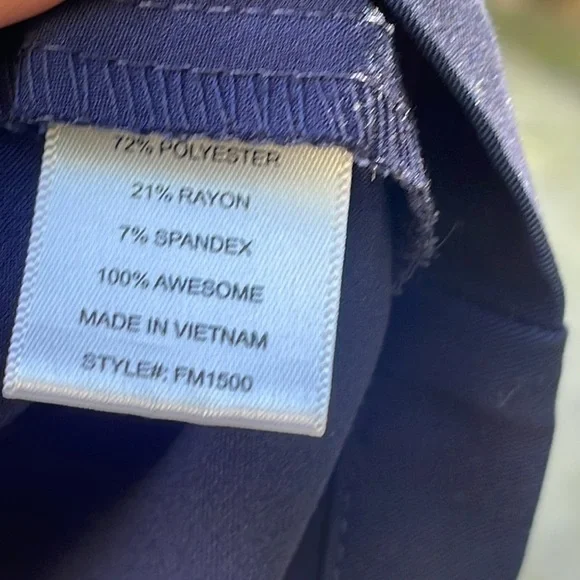 72% POLYESTER
21% RAYON
7% SPANDEX
100% AWESOME
MADE IN VIETNAM
STYLE#: FM1500